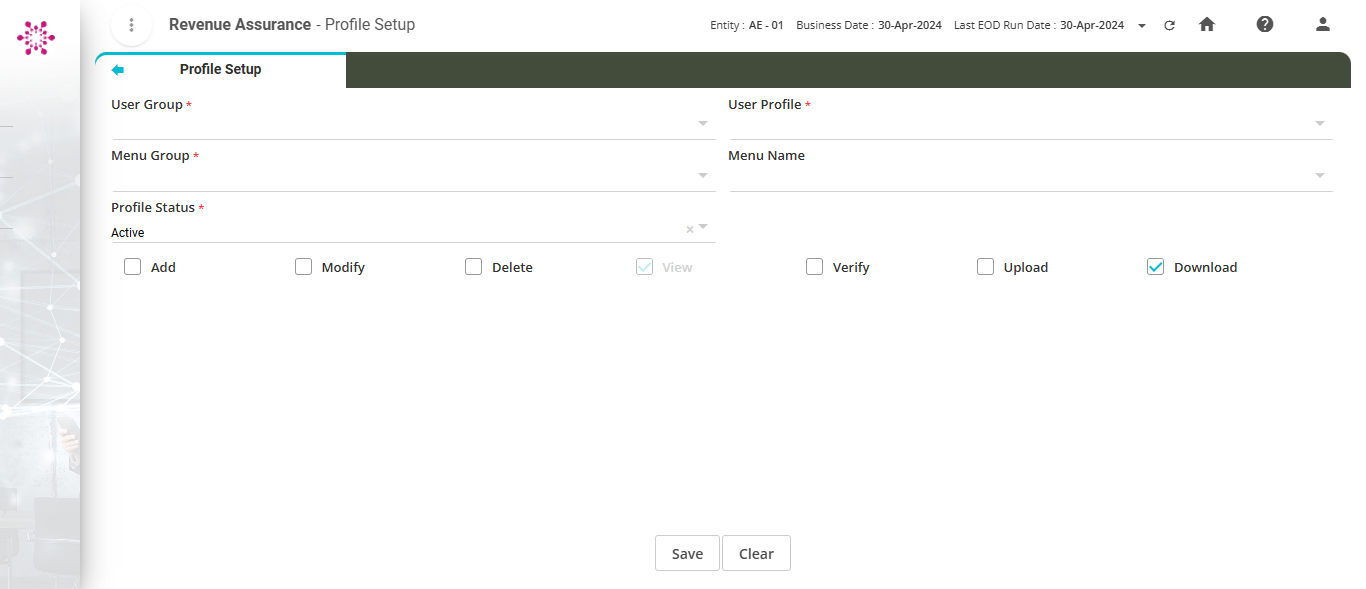 Revenue Assurance - Profile Setup
Entity : AE - 01 Business Date : 30-Apr-2024 Last EOD Run Date : 30-Apr-2024
Profile Setup
User Group *
User Profile *
Menu Group *
Menu Name
Profile Status *
Active
Add Modify Delete View Verify Upload Download
Save Clear